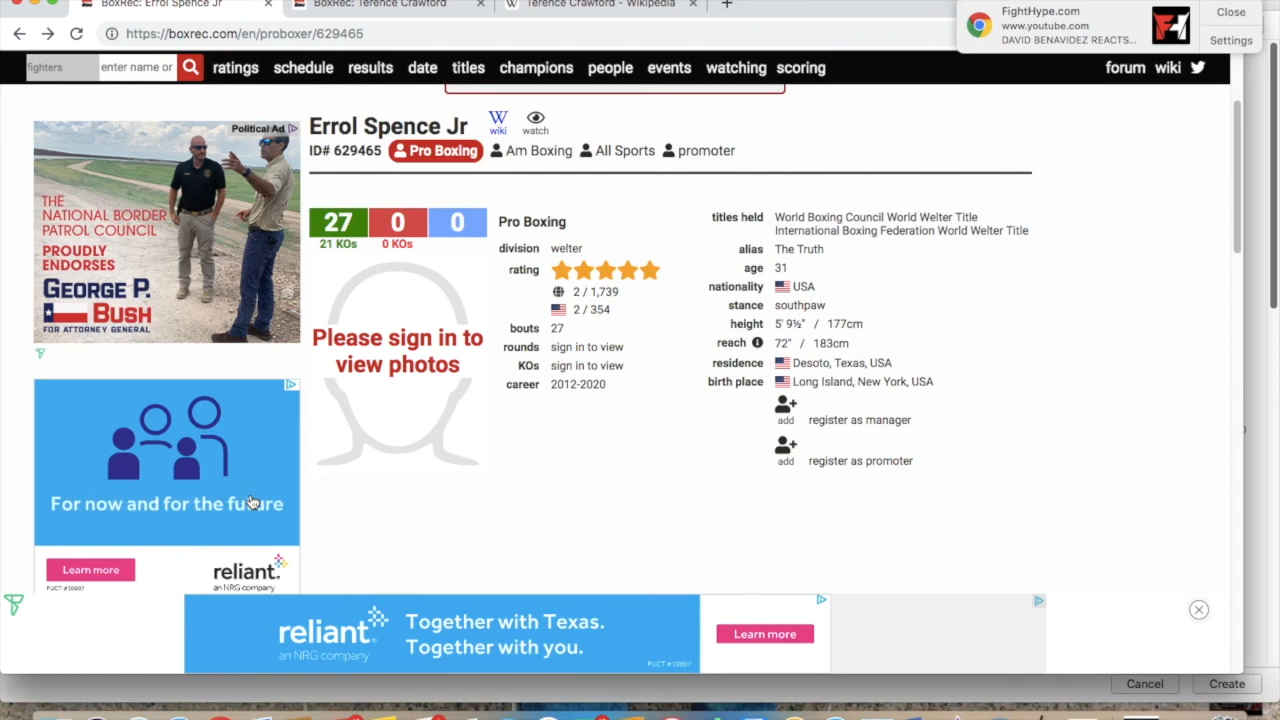 BoxRec: Errol Spence Jr
BoxRec: Terence Crawford
Terence Crawford - Wikipedia
https://boxrec.com/en/proboxer/629465
FightHype.com
www.youtube.com
DAVID BENAVIDEZ REACTS...
Close
Settings
fighters
enter name or
ratings schedule results date titles champions people events watching scoring
forum wiki
Political Ad
THE
NATIONAL BORDER
PATROL COUNCIL
PROUDLY
ENDORSES
GEORGE P.
BUSH
FOR ATTORNEY GENERAL
Errol Spence Jr
wiki
watch
ID# 629465 Pro Boxing Am Boxing All Sports promoter
27 0 0
21 KOs 0 KOs
Please sign in to
view photos
Pro Boxing
division welter
rating
2 / 1,739
2 / 354
bouts 27
rounds sign in to view
KOs sign in to view
career 2012-2020
titles held World Boxing Council World Welter Title
International Boxing Federation World Welter Title
alias The Truth
age 31
nationality USA
stance southpaw
height 5' 9½" / 177cm
reach 72" / 183cm
residence Desoto, Texas, USA
birth place Long Island, New York, USA
add register as manager
add register as promoter
For now and for the future
Learn more
reliant
an NRG company
PUCT #10007
reliant
an NRG company
Together with Texas.
Together with you.
PUCT #10007
Learn more
Cancel
Create